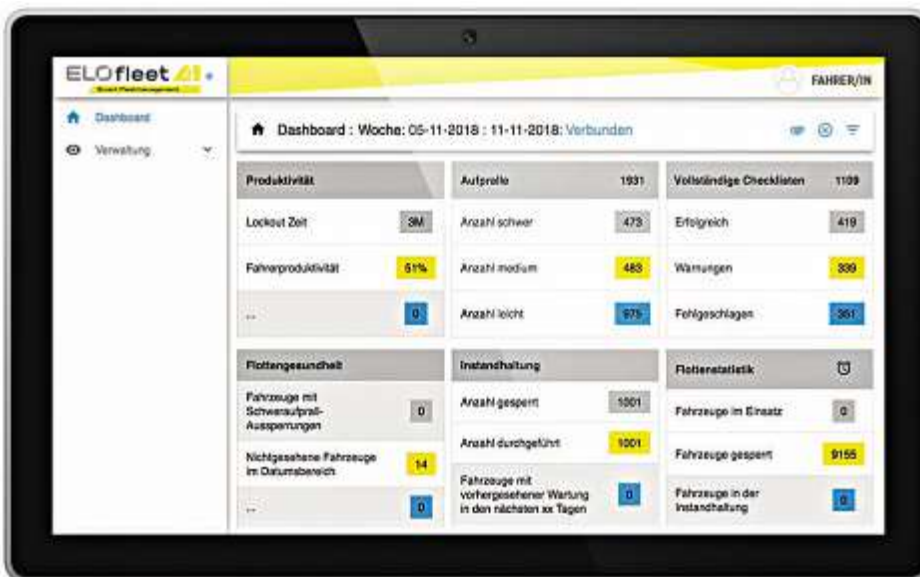 ELOfleet AI
Smart Fleetmanagement
FAHRER/IN
Dashboard
Verwaltung
Dashboard : Woche: 05-11-2018 : 11-11-2018: Verbunden
Produktivität
Lockout Zeit 3M
Fahrerproduktivität 51%
... 0
Aufpralle 1931
Anzahl schwer 473
Anzahl medium 483
Anzahl leicht 975
Vollständige Checklisten 1109
Erfolgreich 419
Warnungen 339
Fehlgeschlagen 351
Flottengesundheit
Fahrzeuge mit
Schweraufprall-
Aussperrungen 0
Nichtgesehene Fahrzeuge
im Datumsbereich 14
... 0
Instandhaltung
Anzahl gesperrt 1001
Anzahl durchgeführt 1001
Fahrzeuge mit
vorhergesehener Wartung
in den nächsten xx Tagen 0
Flottenstatistik
Fahrzeuge im Einsatz 0
Fahrzeuge gesperrt 9155
Fahrzeuge in der
Instandhaltung 0